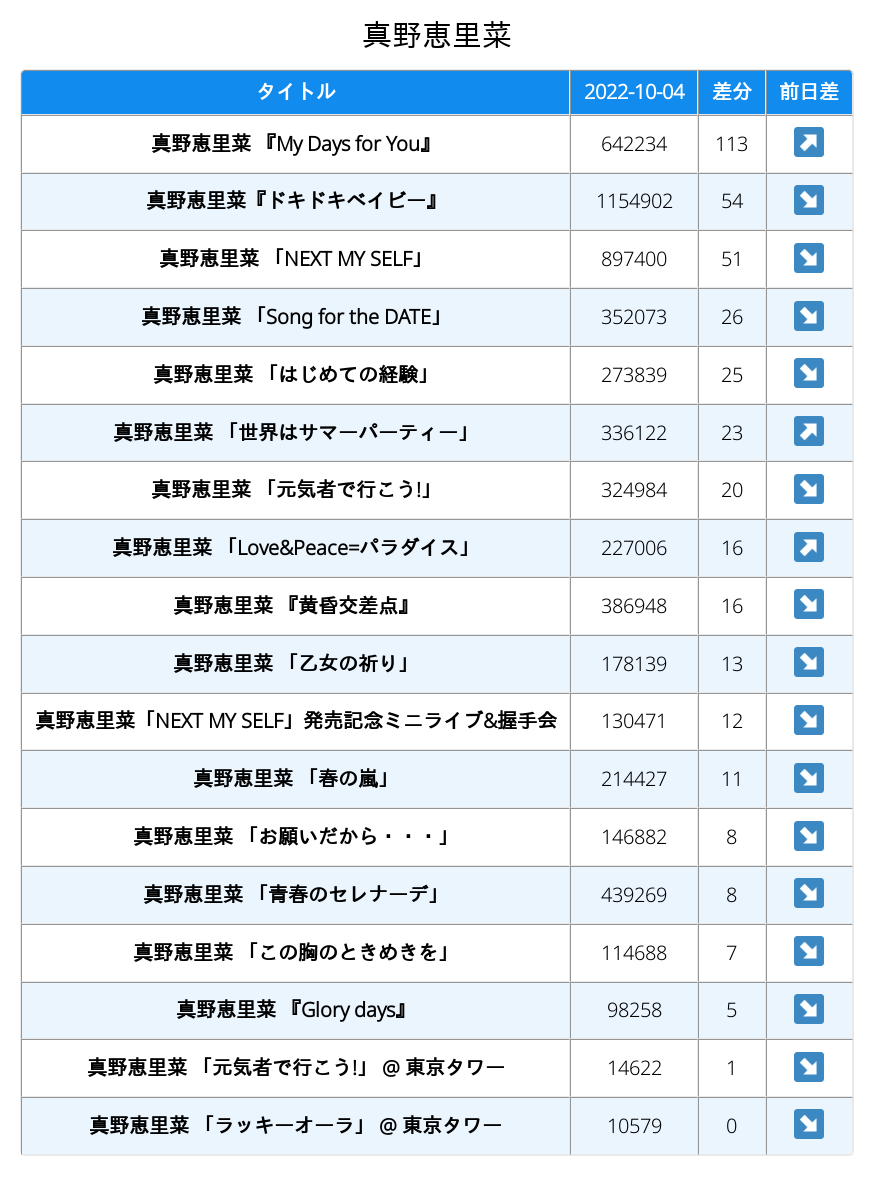 真野恵里菜
タイトル 2022-10-04 差分 前日差
真野恵里菜 『My Days for You』 642234 113 ↗
真野恵里菜『ドキドキベイビー』 1154902 54 ↘
真野恵里菜 「NEXT MY SELF」 897400 51 ↘
真野恵里菜 「Song for the DATE」 352073 26 ↘
真野恵里菜 「はじめての経験」 273839 25 ↘
真野恵里菜 「世界はサマーパーティー」 336122 23 ↗
真野恵里菜 「元気者で行こう!」 324984 20 ↘
真野恵里菜 「Love&Peace=パラダイス」 227006 16 ↗
真野恵里菜 『黄昏交差点』 386948 16 ↘
真野恵里菜 「乙女の祈り」 178139 13 ↘
真野恵里菜「NEXT MY SELF」発売記念ミニライブ&握手会 130471 12 ↘
真野恵里菜 「春の嵐」 214427 11 ↘
真野恵里菜 「お願いだから・・・」 146882 8 ↘
真野恵里菜 「青春のセレナーデ」 439269 8 ↘
真野恵里菜 「この胸のときめきを」 114688 7 ↘
真野恵里菜 『Glory days』 98258 5 ↘
真野恵里菜 「元気者で行こう!」 @ 東京タワー 14622 1 ↘
真野恵里菜 「ラッキーオーラ」 @ 東京タワー 10579 0 ↘